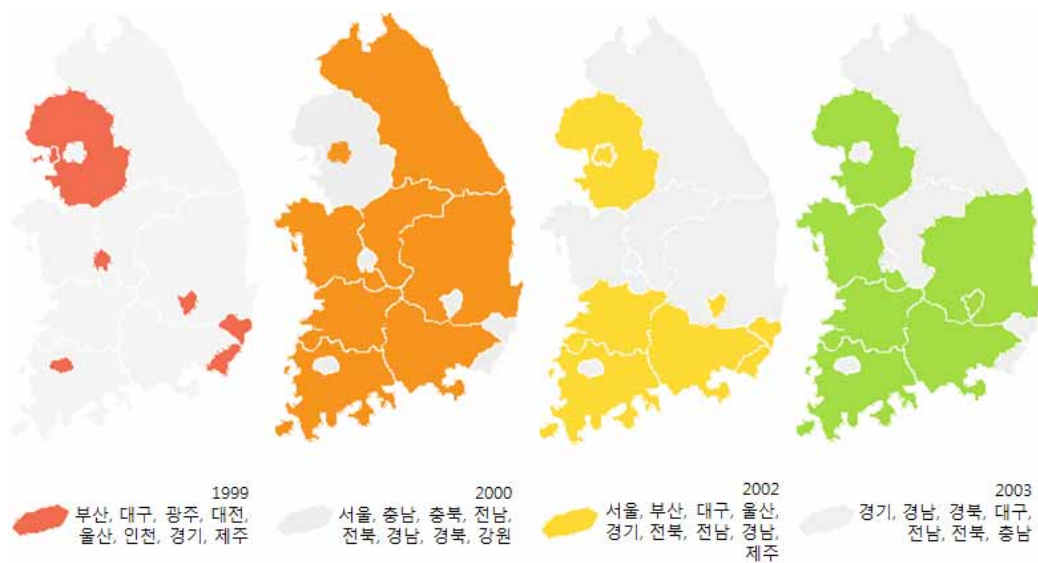 1999
부산, 대구, 광주, 대전,
울산, 인천, 경기, 제주
2000
서울, 충남, 충북, 전남,
전북, 경남, 경북, 강원
2002
서울, 부산, 대구, 울산,
경기, 전북, 전남, 경남,
제주
2003
경기, 경남, 경북, 대구,
전남, 전북, 충남